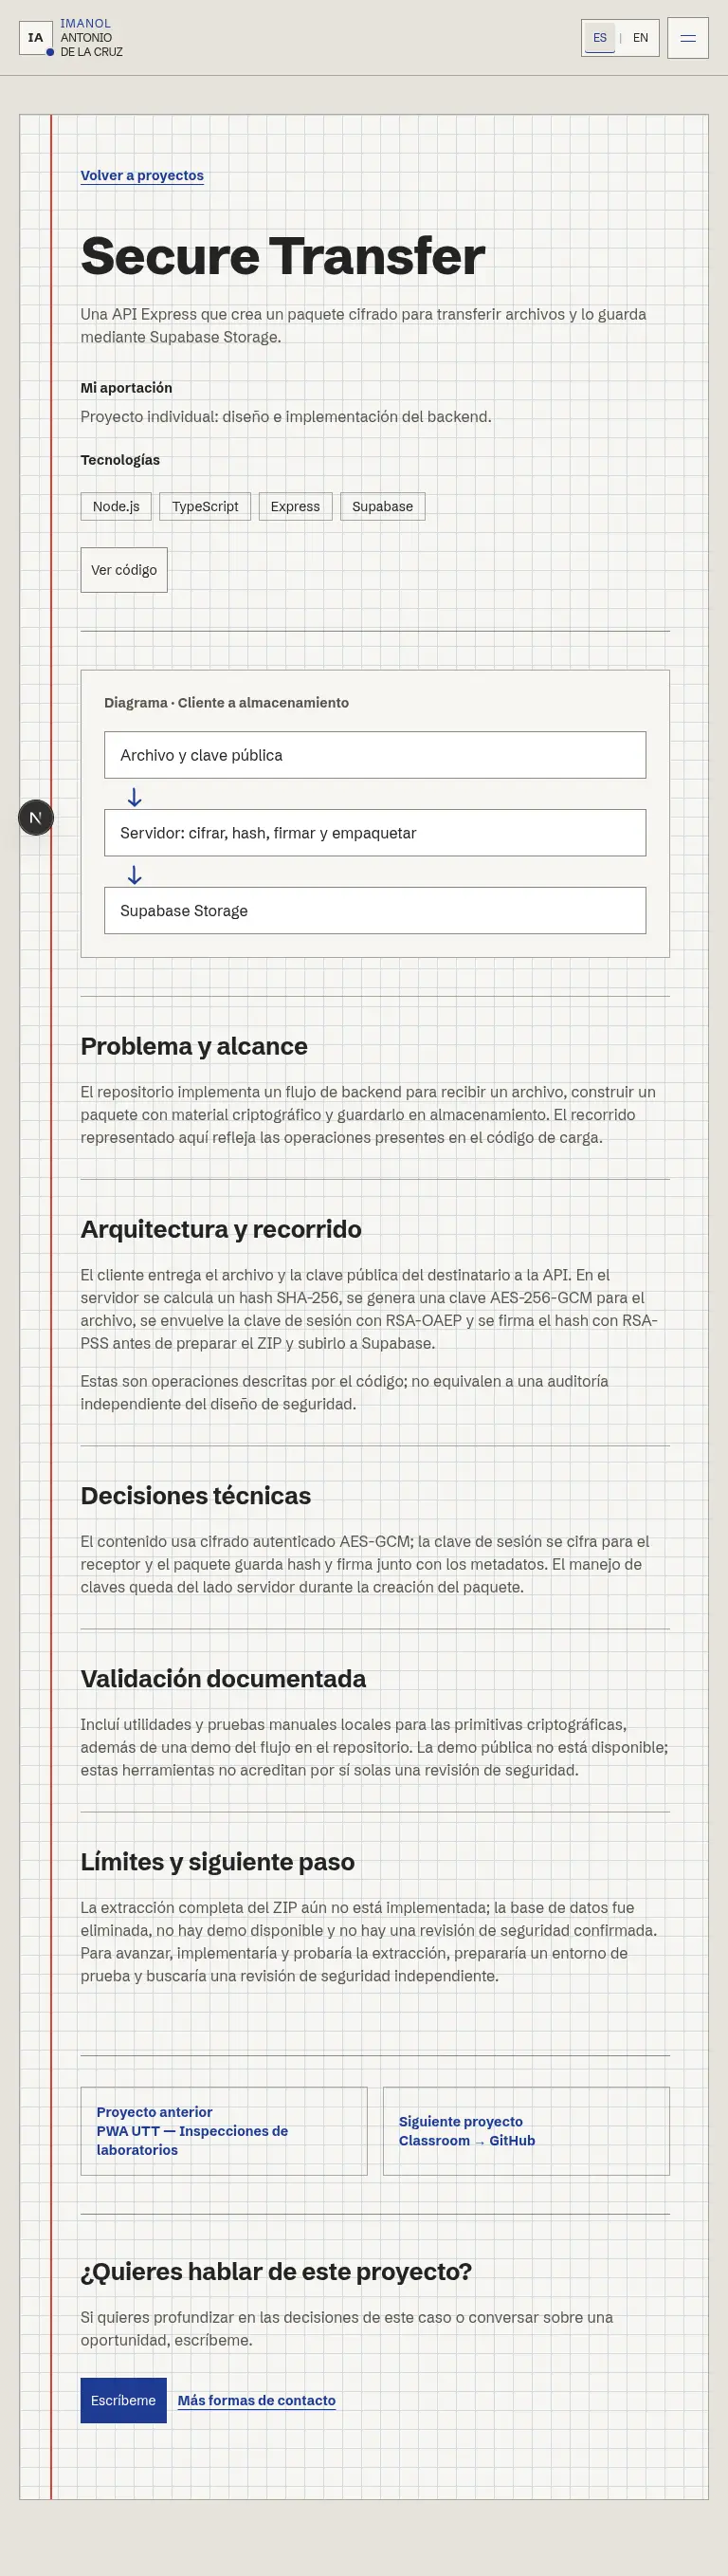 IA
IMANOL
ANTONIO
DE LA CRUZ
ES | EN
Volver a proyectos
Secure Transfer
Una API Express que crea un paquete cifrado para transferir archivos y lo guarda
mediante Supabase Storage.
Mi aportación
Proyecto individual: diseño e implementación del backend.
Tecnologías
Node.js TypeScript Express Supabase
Ver código
Diagrama · Cliente a almacenamiento
Archivo y clave pública
↓
N
Servidor: cifrar, hash, firmar y empaquetar
↓
Supabase Storage
Problema y alcance
El repositorio implementa un flujo de backend para recibir un archivo, construir un
paquete con material criptográfico y guardarlo en almacenamiento. El recorrido
representado aquí refleja las operaciones presentes en el código de carga.
Arquitectura y recorrido
El cliente entrega el archivo y la clave pública del destinatario a la API. En el
servidor se calcula un hash SHA-256, se genera una clave AES-256-GCM para el
archivo, se envuelve la clave de sesión con RSA-OAEP y se firma el hash con RSA-
PSS antes de preparar el ZIP y subirlo a Supabase.
Estas son operaciones descritas por el código; no equivalen a una auditoría
independiente del diseño de seguridad.
Decisiones técnicas
El contenido usa cifrado autenticado AES-GCM; la clave de sesión se cifra para el
receptor y el paquete guarda hash y firma junto con los metadatos. El manejo de
claves queda del lado servidor durante la creación del paquete.
Validación documentada
Incluí utilidades y pruebas manuales locales para las primitivas criptográficas,
además de una demo del flujo en el repositorio. La demo pública no está disponible;
estas herramientas no acreditan por sí solas una revisión de seguridad.
Límites y siguiente paso
La extracción completa del ZIP aún no está implementada; la base de datos fue
eliminada, no hay demo disponible y no hay una revisión de seguridad confirmada.
Para avanzar, implementaría y probaría la extracción, prepararía un entorno de
prueba y buscaría una revisión de seguridad independiente.
Proyecto anterior
PWA UTT — Inspecciones de
laboratorios
Siguiente proyecto
Classroom → GitHub
¿Quieres hablar de este proyecto?
Si quieres profundizar en las decisiones de este caso o conversar sobre una
oportunidad, escríbeme.
Escríbeme Más formas de contacto